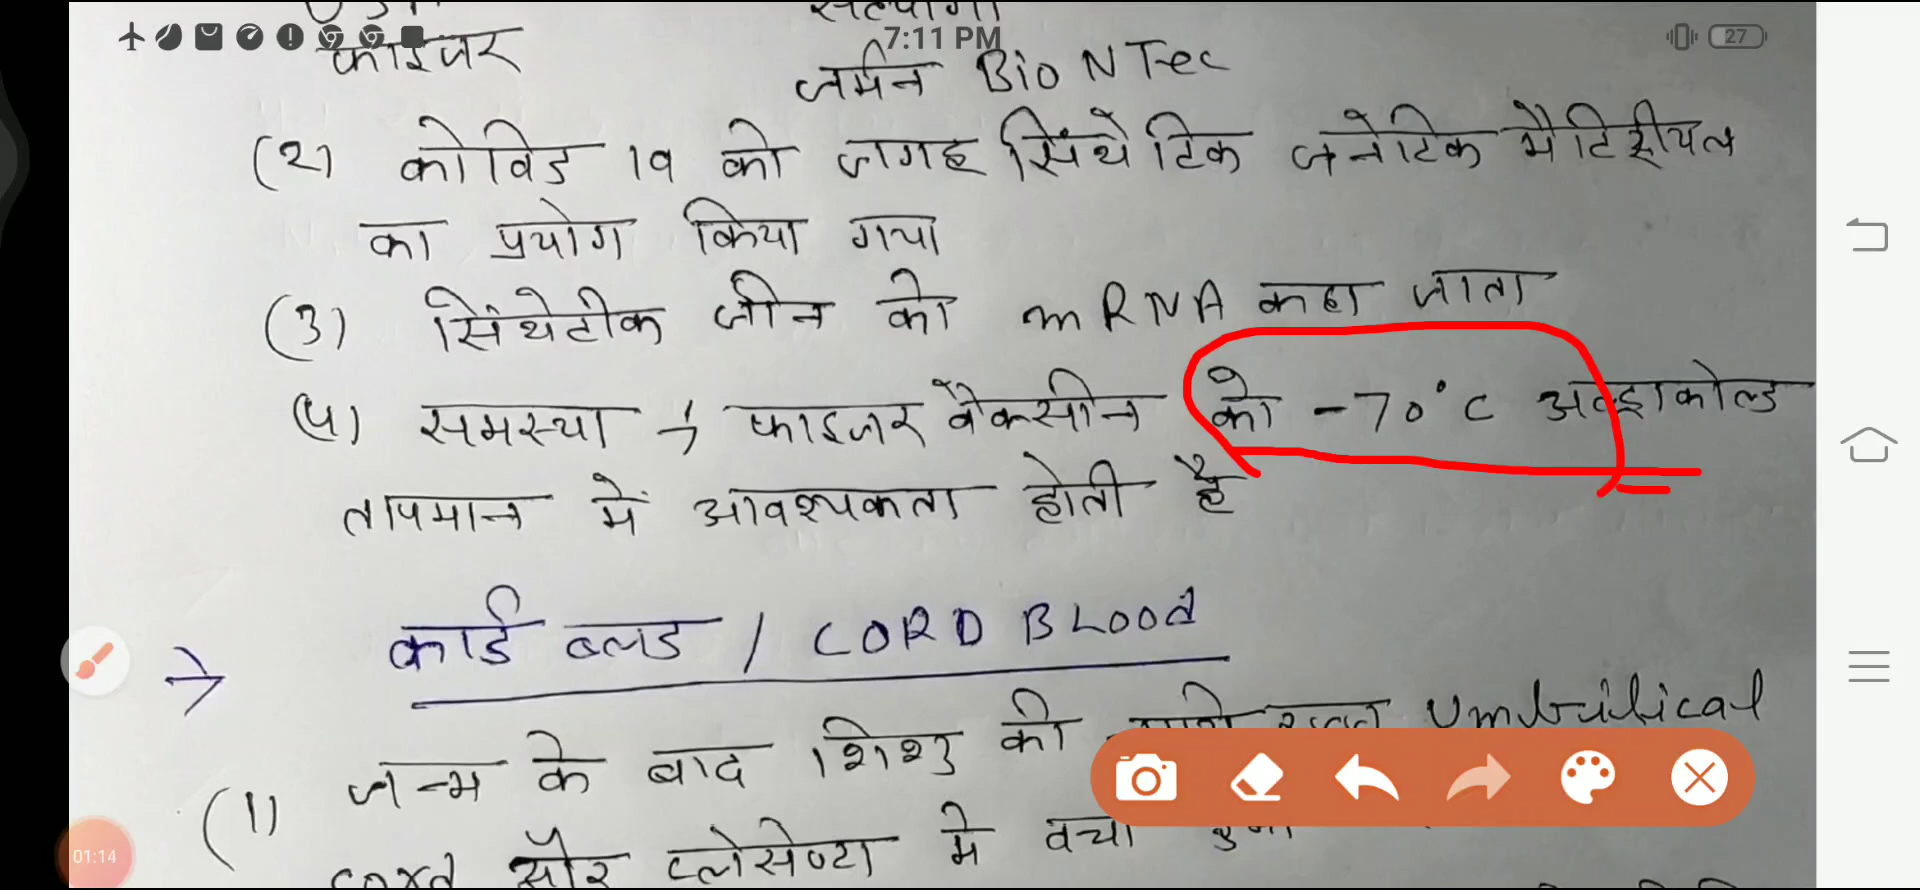 7:11 PM
27
फाइजर
जर्मन BioNTec
(2) कोविड 19 को जगह सिंथेटिक जनेटिक मैटिरीयल
का प्रयोग किया गया
(3) सिंथेटीक जीन को mRNA कहा जाता
(4) समस्या → फाइजर वैक्सीन को -70°C अल्ट्राकोल्ड
तापमान में आवश्यकता होती है
→ कार्ड ब्लड / CORD BLOOd
(1) जन्म के बाद शिशु की Umbilical
cord और प्लेसेण्टा मे बचा
01:14